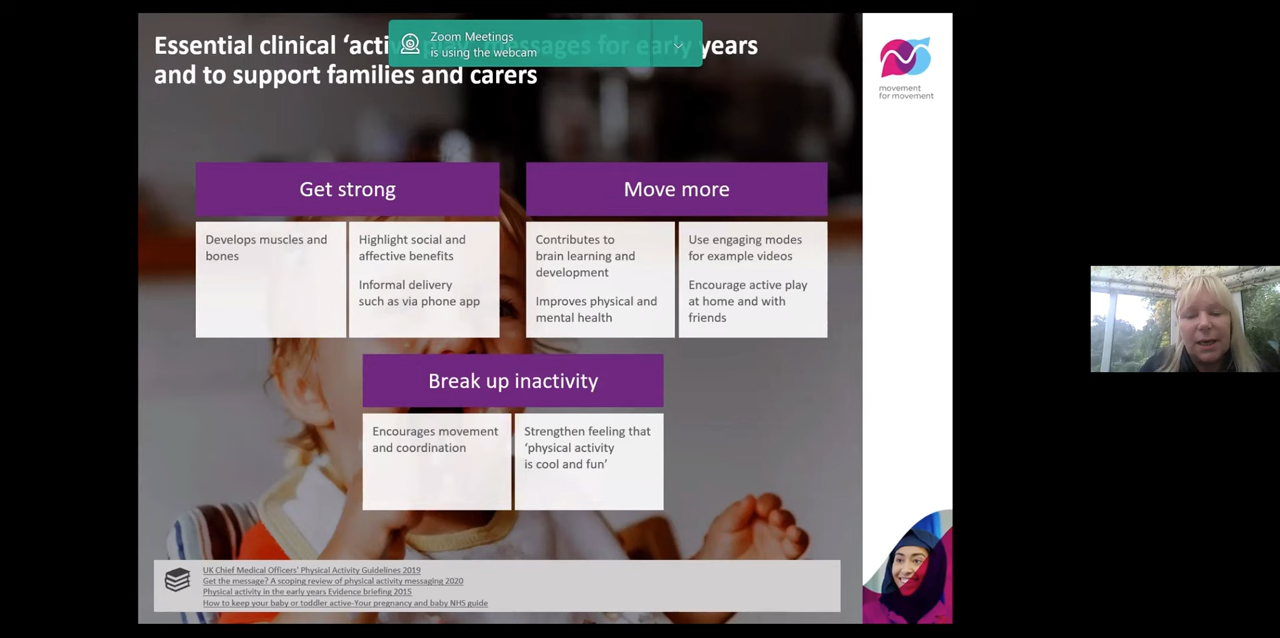 Essential clinical ‘active play’ messages for early years
and to support families and carers
Zoom Meetings
is using the webcam
movement
for movement
Get strong
Develops muscles and
bones
Highlight social and
affective benefits
Informal delivery
such as via phone app
Move more
Contributes to
brain learning and
development
Improves physical and
mental health
Use engaging modes
for example videos
Encourage active play
at home and with
friends
Break up inactivity
Encourages movement
and coordination
Strengthen feeling that
‘physical activity
is cool and fun’
UK Chief Medical Officers’ Physical Activity Guidelines 2019
Get the message? A scoping review of physical activity messaging 2020
Physical activity in the early years Evidence briefing 2015
How to keep your baby or toddler active-Your pregnancy and baby NHS guide